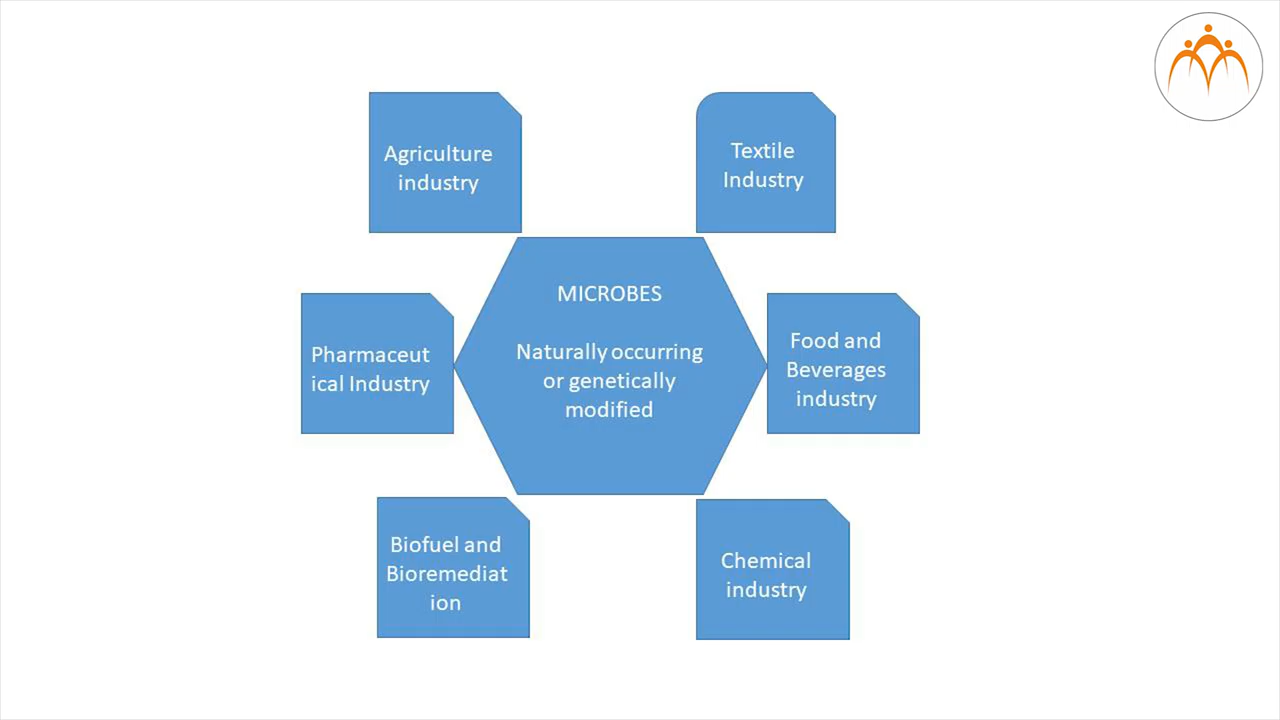 Agriculture
industry
Textile
Industry
MICROBES
Naturally occurring
or genetically
modified
Pharmaceut
ical Industry
Food and
Beverages
industry
Biofuel and
Bioremediat
ion
Chemical
industry